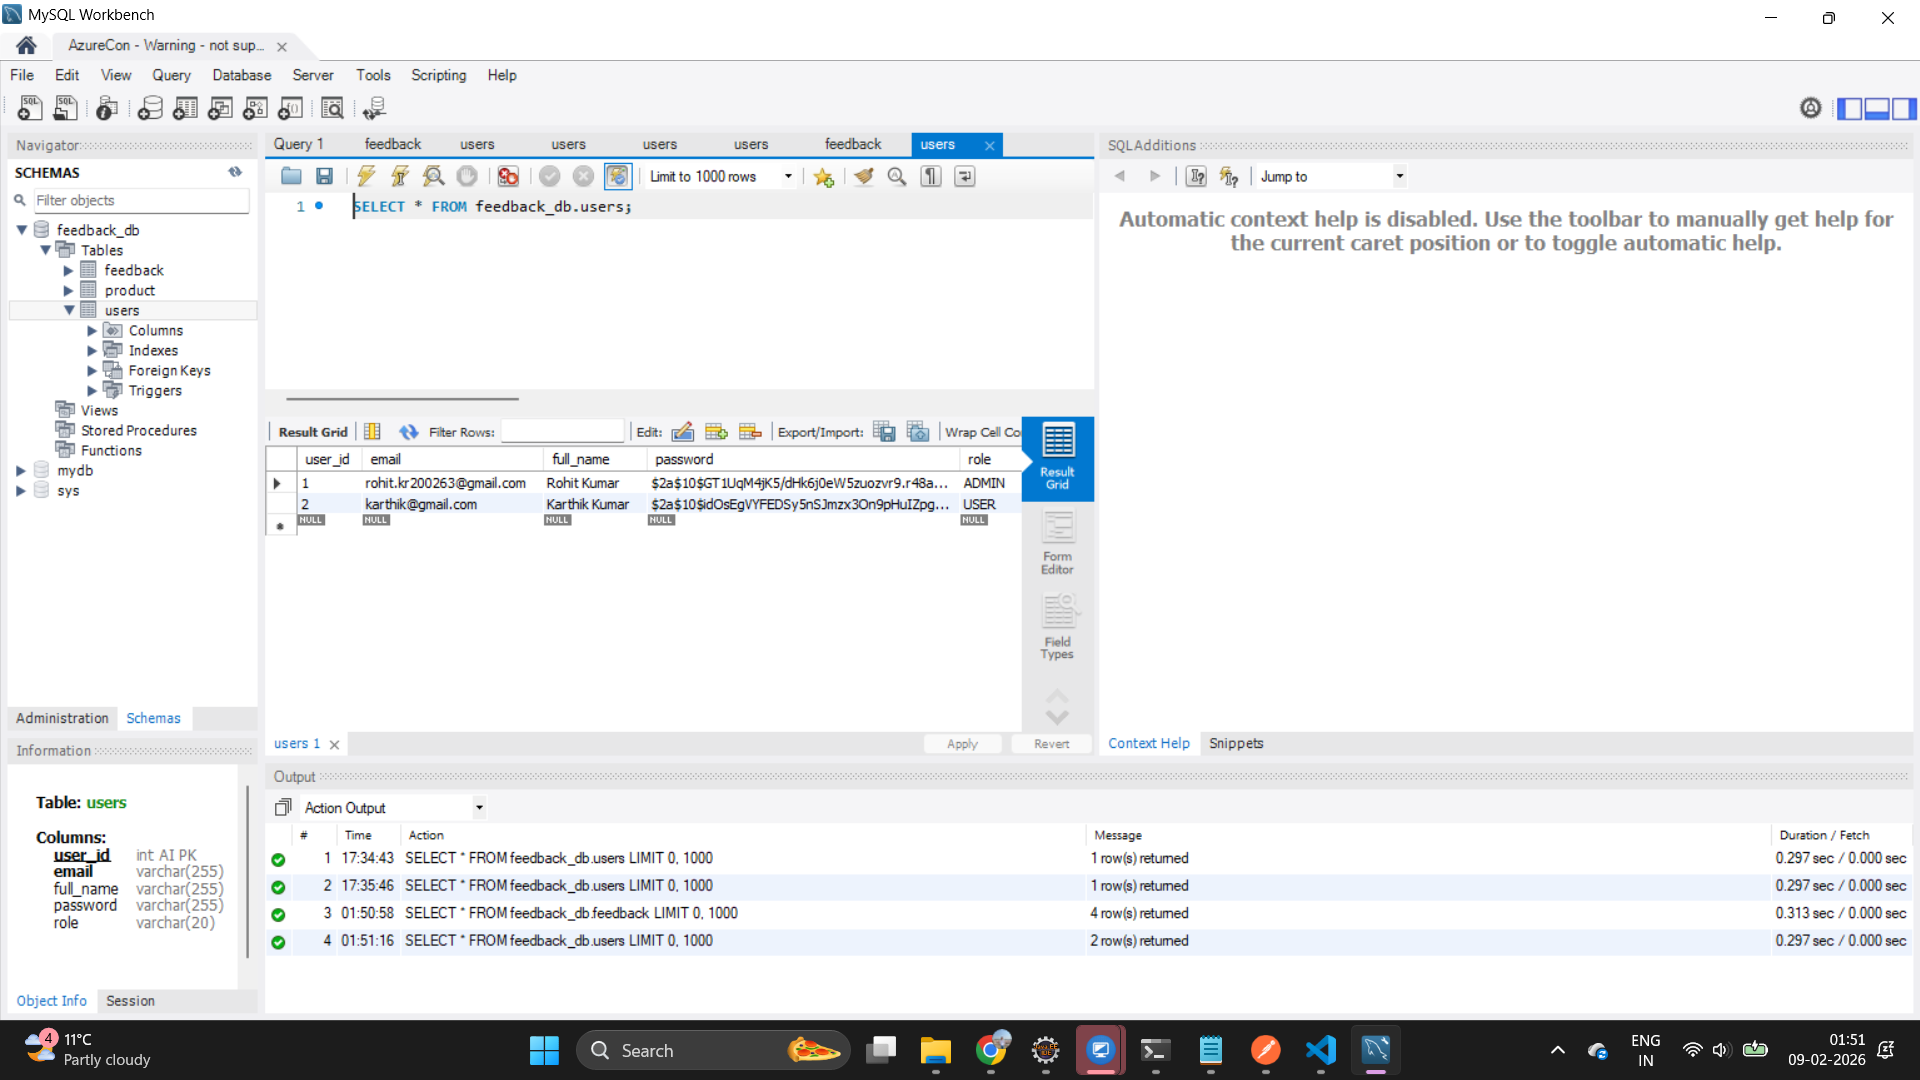 MySQL Workbench
AzureCon - Warning - not sup...
File Edit View Query Database Server Tools Scripting Help
Navigator
SCHEMAS
Filter objects
feedback_db
Tables
feedback
product
users
Columns
Indexes
Foreign Keys
Triggers
Views
Stored Procedures
Functions
mydb
sys
Administration Schemas
Information
Table: users
Columns:
user_id int AI PK
email varchar(255)
full_name varchar(255)
password varchar(255)
role varchar(20)
Object Info Session
Query 1 feedback users users users users feedback users
Limit to 1000 rows
1 SELECT * FROM feedback_db.users;
Result Grid Filter Rows: Edit: Export/Import: Wrap Cell Co
user_id email full_name password role
1 rohit.kr200263@gmail.com Rohit Kumar $2a$10$GT1UqM4jK5/dHk6j0eW5zuozvr9.r48a... ADMIN
2 karthik@gmail.com Karthik Kumar $2a$10$idOsEgVYFEDSy5nSJmzx3On9pHuIZpg... USER
NULL NULL NULL NULL NULL
Result Grid
Form Editor
Field Types
users 1 Apply Revert
SQLAdditions
Jump to
Automatic context help is disabled. Use the toolbar to manually get help for
the current caret position or to toggle automatic help.
Context Help Snippets
Output
Action Output
# Time Action Message Duration / Fetch
1 17:34:43 SELECT * FROM feedback_db.users LIMIT 0, 1000 1 row(s) returned 0.297 sec / 0.000 sec
2 17:35:46 SELECT * FROM feedback_db.users LIMIT 0, 1000 1 row(s) returned 0.297 sec / 0.000 sec
3 01:50:58 SELECT * FROM feedback_db.feedback LIMIT 0, 1000 4 row(s) returned 0.313 sec / 0.000 sec
4 01:51:16 SELECT * FROM feedback_db.users LIMIT 0, 1000 2 row(s) returned 0.297 sec / 0.000 sec
4
11°C
Partly cloudy
Search
ENG
IN
01:51
09-02-2026